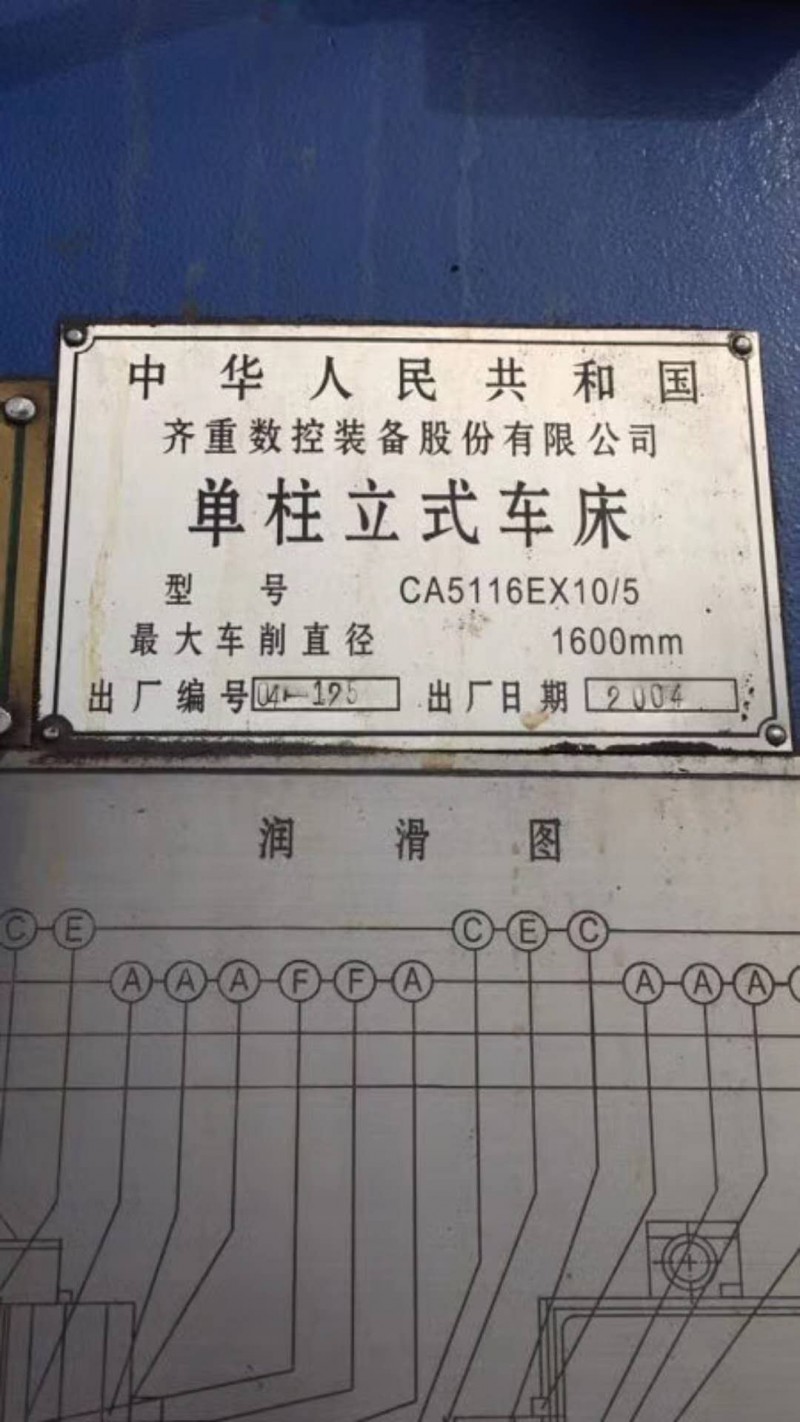 中华人民共和国
齐重数控装备股份有限公司
单柱立式车床
型号 CA5116EX10/5
最大车削直径 1600mm
出厂编号 04-195 出厂日期 2004
润滑图
C E C E C
A A A F F A A A A